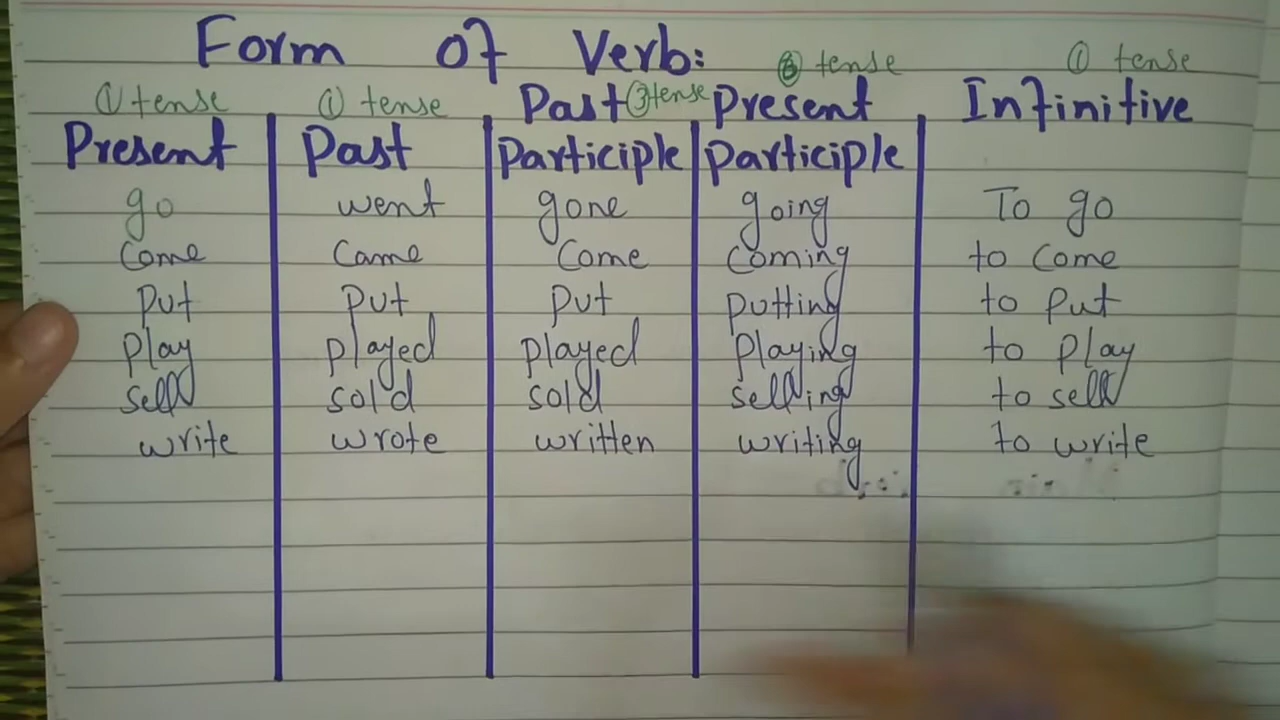 Form of Verb:
① tense ① tense Past ③ tense Present ⑥ tense Infinitive ① tense
Present Past Participle Participle
go went gone going To go
Come Came Come Coming to Come
put put put putting to put
play played played playing to play
sell sold sold selling to sell
write wrote written writing to write